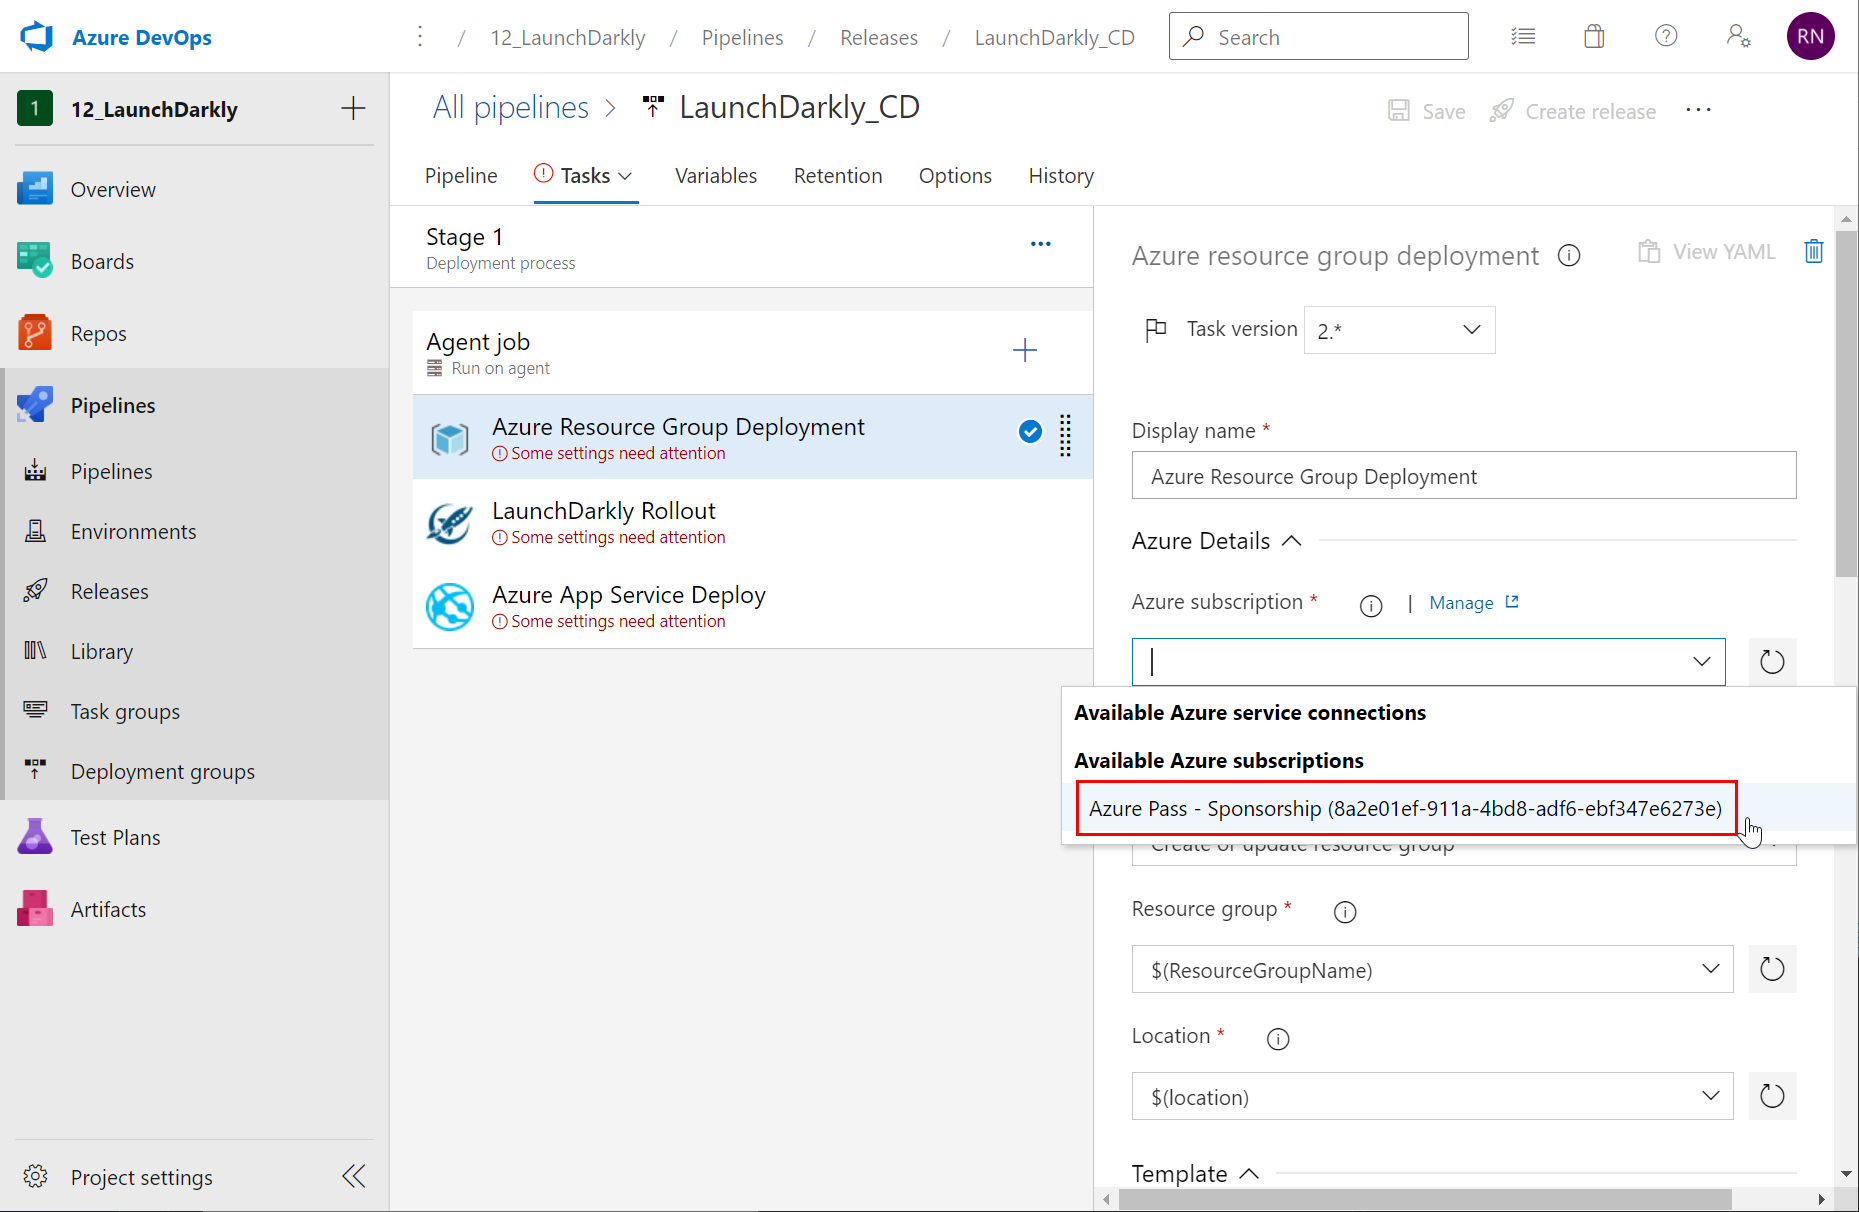 Azure DevOps
/ 12_LaunchDarkly / Pipelines / Releases / LaunchDarkly_CD
Search
RN
1 12_LaunchDarkly
Overview
Boards
Repos
Pipelines
Pipelines
Environments
Releases
Library
Task groups
Deployment groups
Test Plans
Artifacts
Project settings
All pipelines > LaunchDarkly_CD
Save
Create release
Pipeline
Tasks
Variables
Retention
Options
History
Stage 1
Deployment process
Agent job
Run on agent
Azure Resource Group Deployment
Some settings need attention
LaunchDarkly Rollout
Some settings need attention
Azure App Service Deploy
Some settings need attention
Azure resource group deployment
View YAML
Task version 2.*
Display name *
Azure Resource Group Deployment
Azure Details
Azure subscription * | Manage
Available Azure service connections
Available Azure subscriptions
Azure Pass - Sponsorship (8a2e01ef-911a-4bd8-adf6-ebf347e6273e)
Create or update resource group
Resource group *
$(ResourceGroupName)
Location *
$(location)
Template